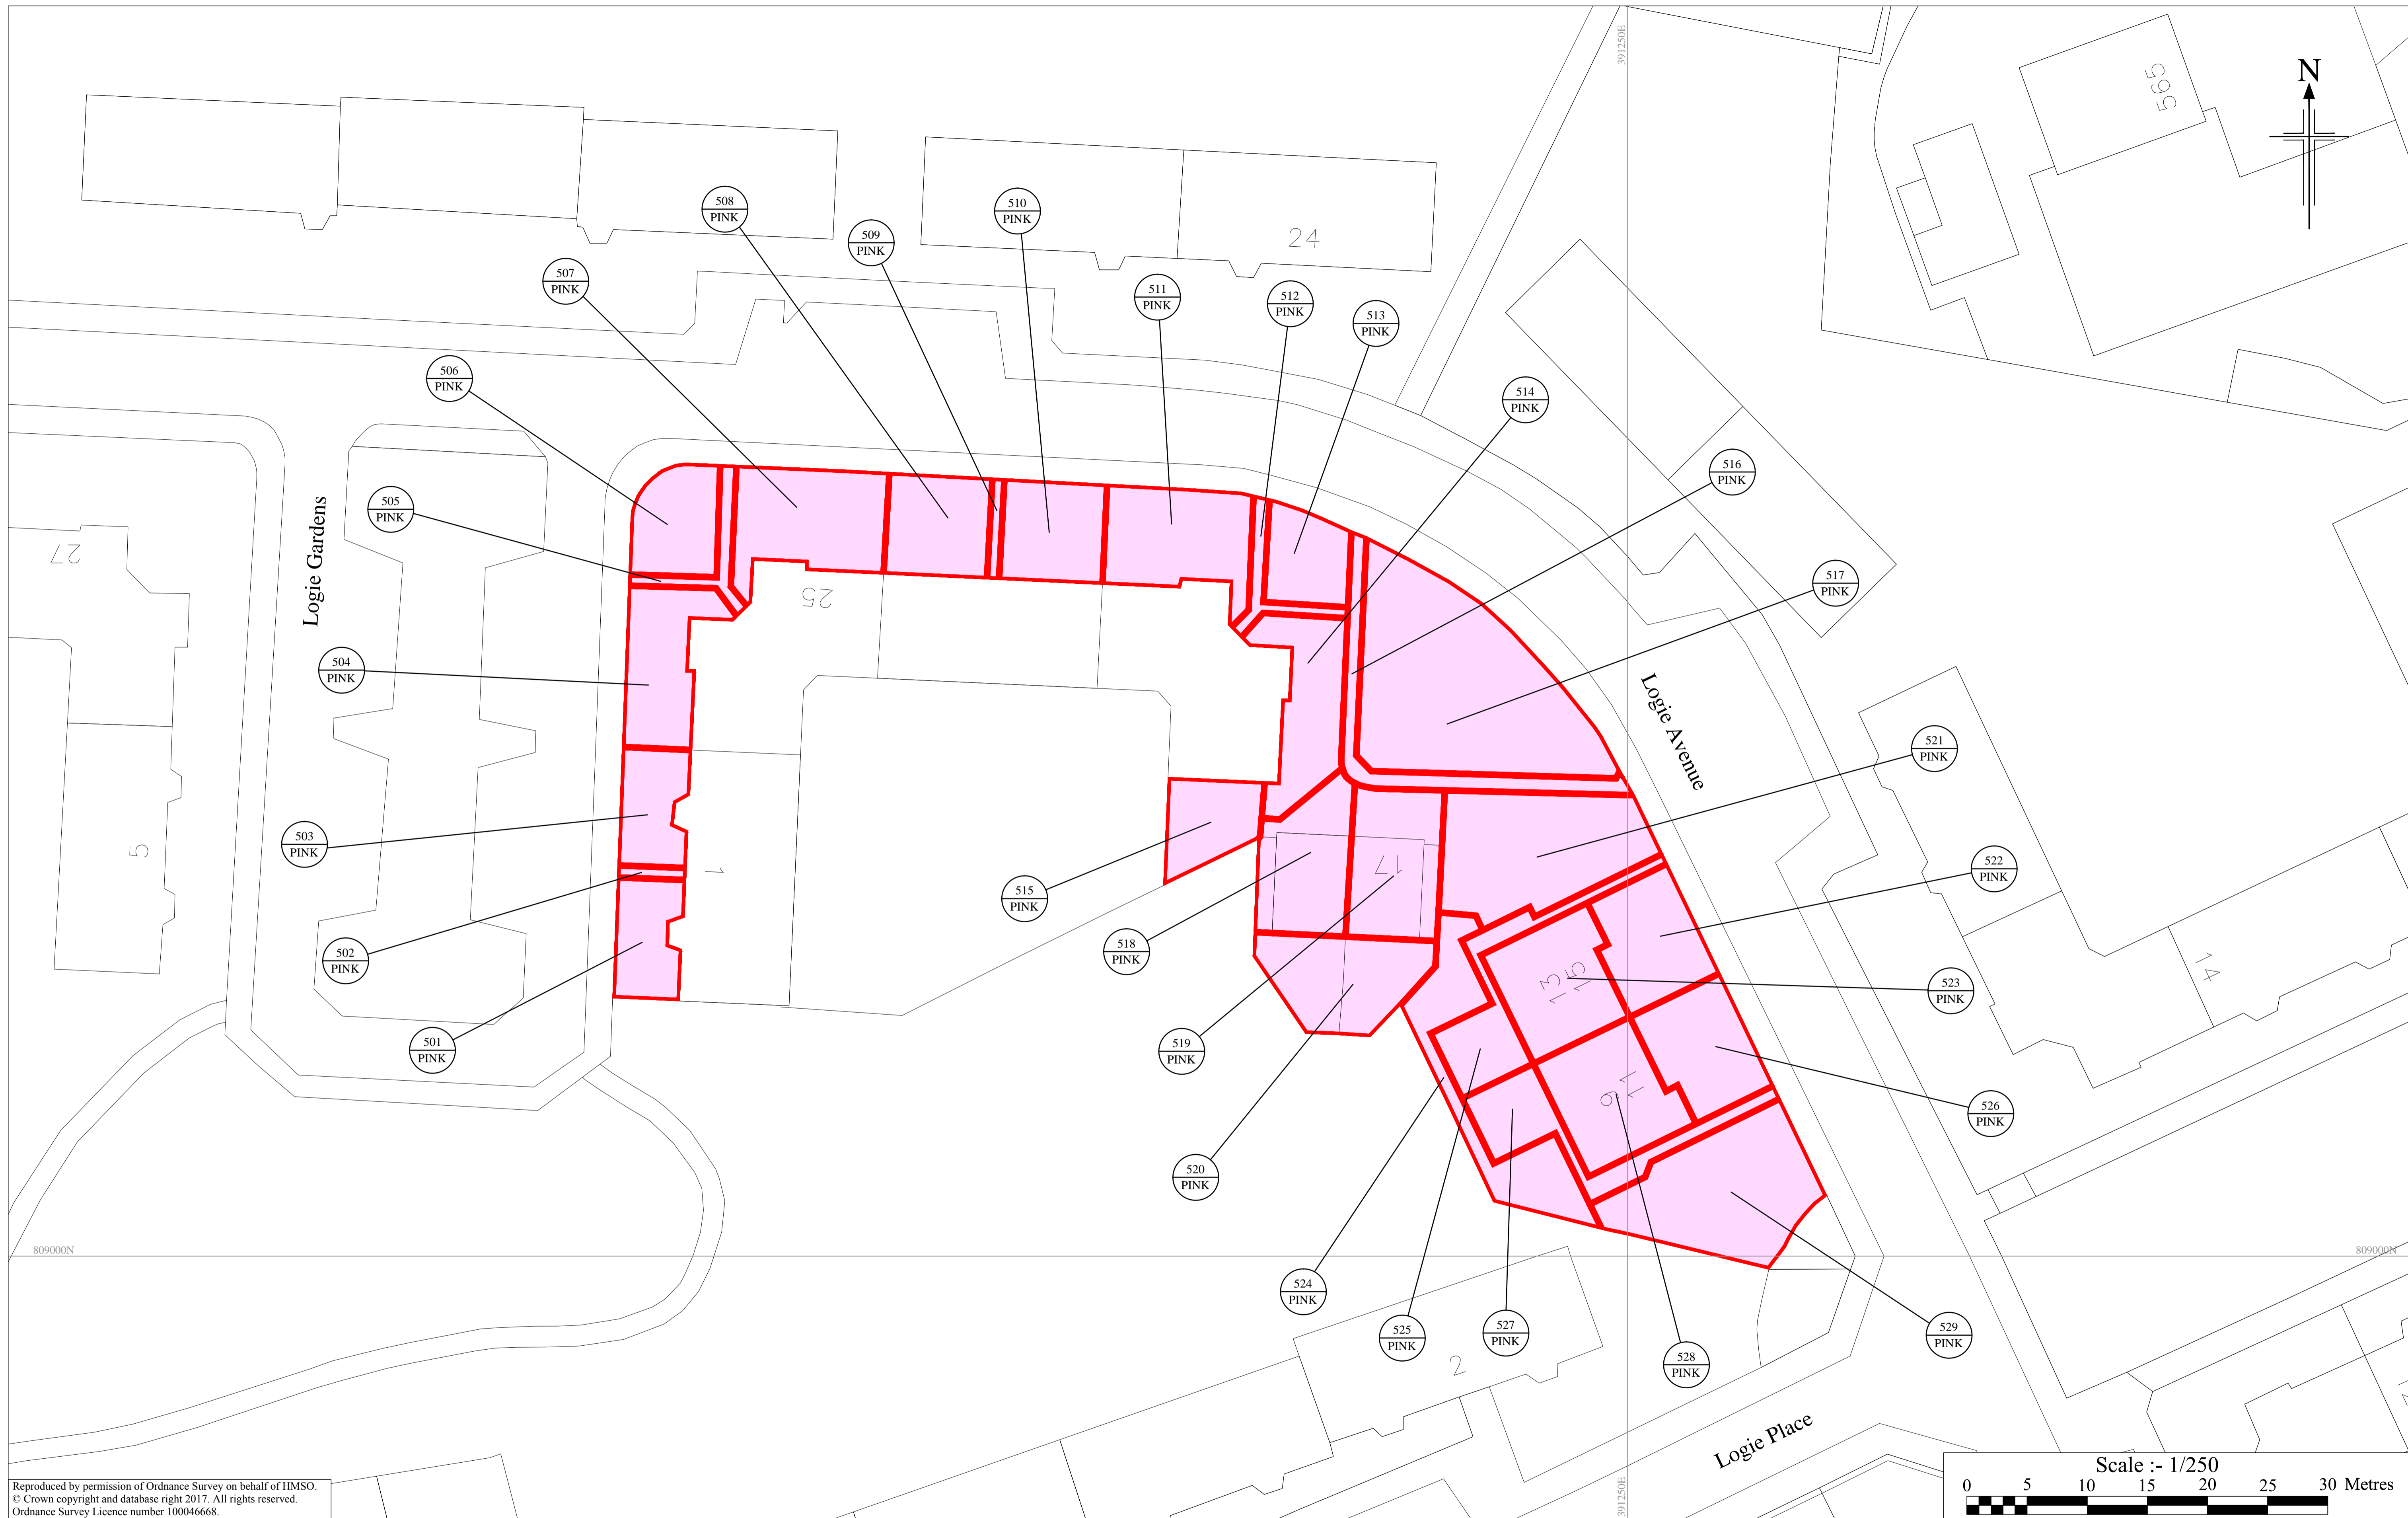 391250E
565
N
24
508
PINK
510
PINK
509
PINK
507
PINK
511
PINK
512
PINK
513
PINK
506
PINK
514
PINK
516
PINK
505
PINK
27
Logie Gardens
517
PINK
25
504
PINK
Logie Avenue
521
PINK
503
PINK
5
1
17
522
PINK
515
PINK
518
PINK
502
PINK
13
15
14
523
PINK
501
PINK
519
PINK
9
11
526
PINK
520
PINK
809000N
809000N
524
PINK
525
PINK
527
PINK
2
528
PINK
529
PINK
Logie Place
391250E
Scale :- 1/250
0 5 10 15 20 25 30 Metres
Reproduced by permission of Ordnance Survey on behalf of HMSO.
© Crown copyright and database right 2017. All rights reserved.
Ordnance Survey Licence number 100046668.